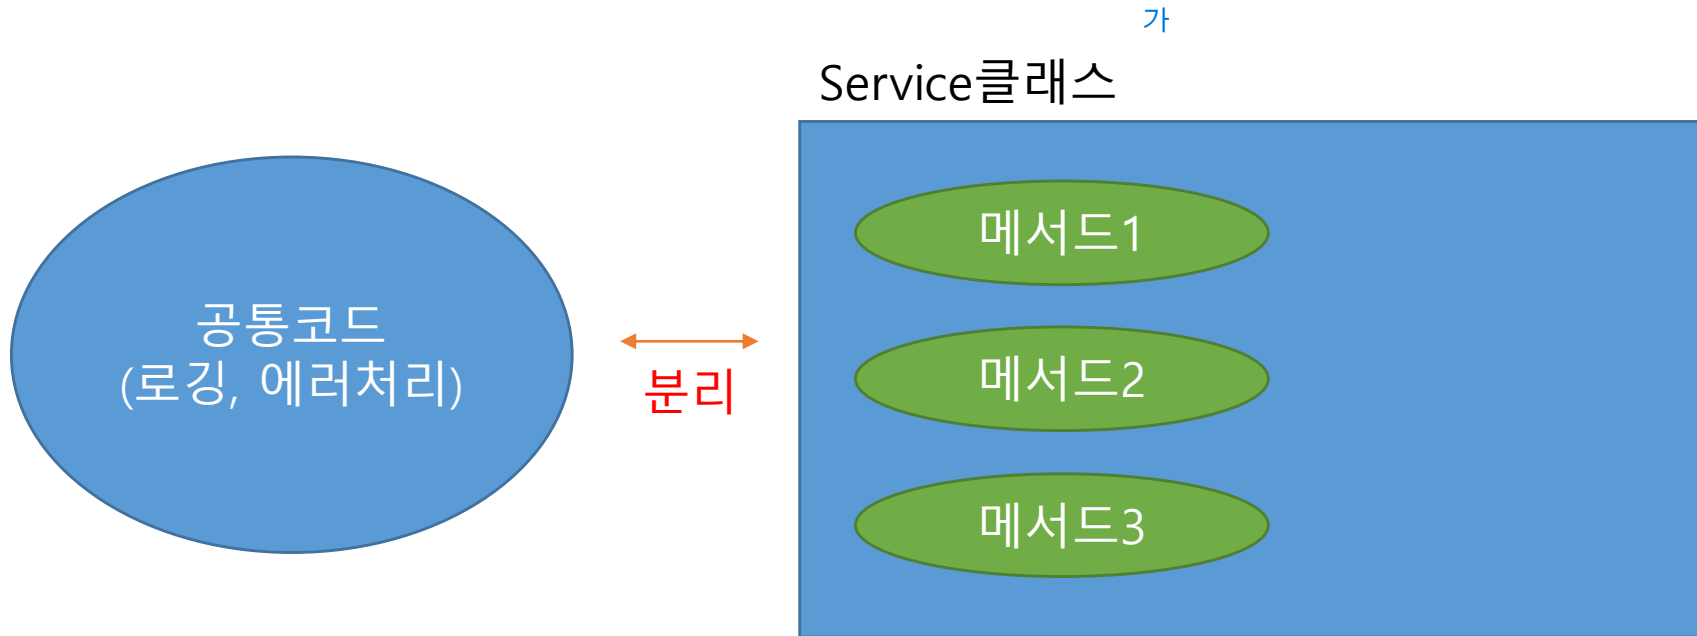 가
Service클래스
공통코드
(로깅, 에러처리)
분리
메서드1
메서드2
메서드3